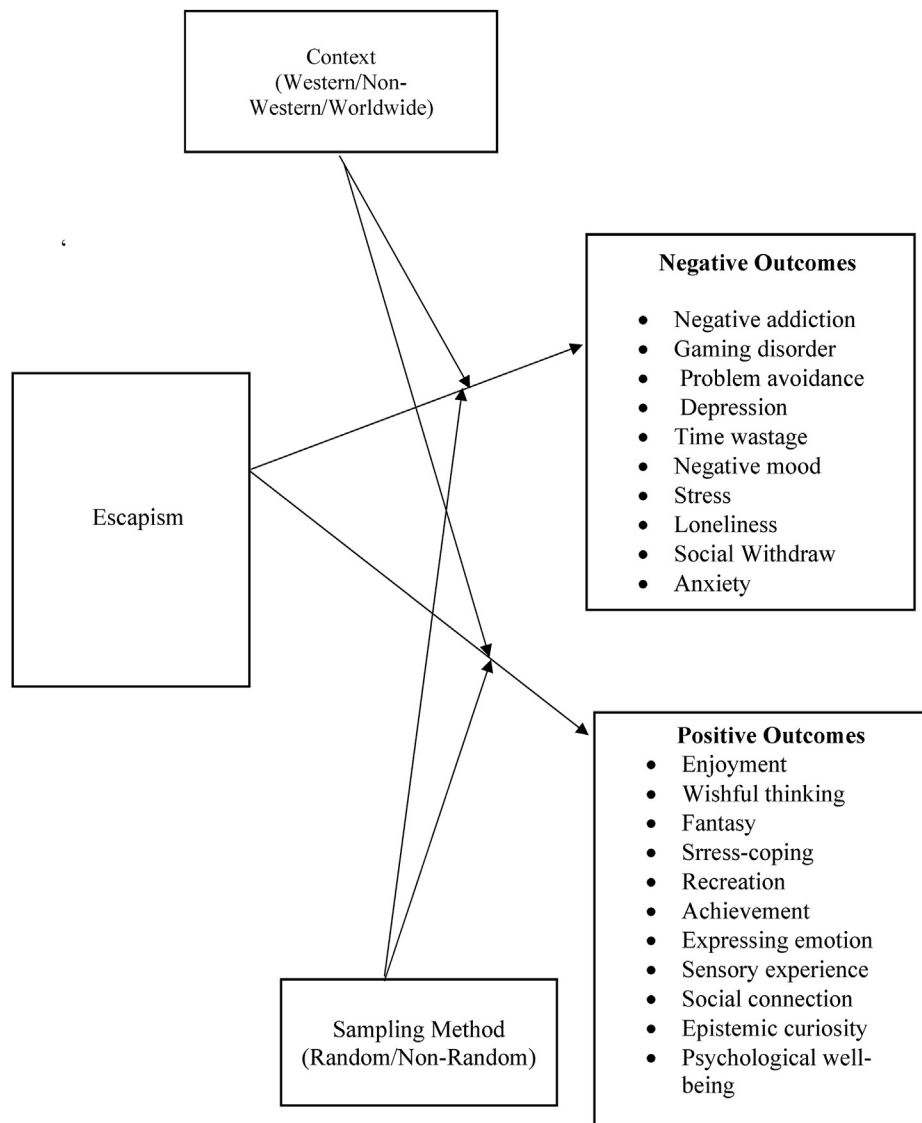 Context
(Western/Non-
Western/Worldwide)
‘
Negative Outcomes
• Negative addiction
• Gaming disorder
• Problem avoidance
• Depression
• Time wastage
• Negative mood
• Stress
• Loneliness
• Social Withdraw
• Anxiety
Escapism
Positive Outcomes
• Enjoyment
• Wishful thinking
• Fantasy
• Srress-coping
• Recreation
• Achievement
• Expressing emotion
• Sensory experience
• Social connection
• Epistemic curiosity
• Psychological well-
being
Sampling Method
(Random/Non-Random)